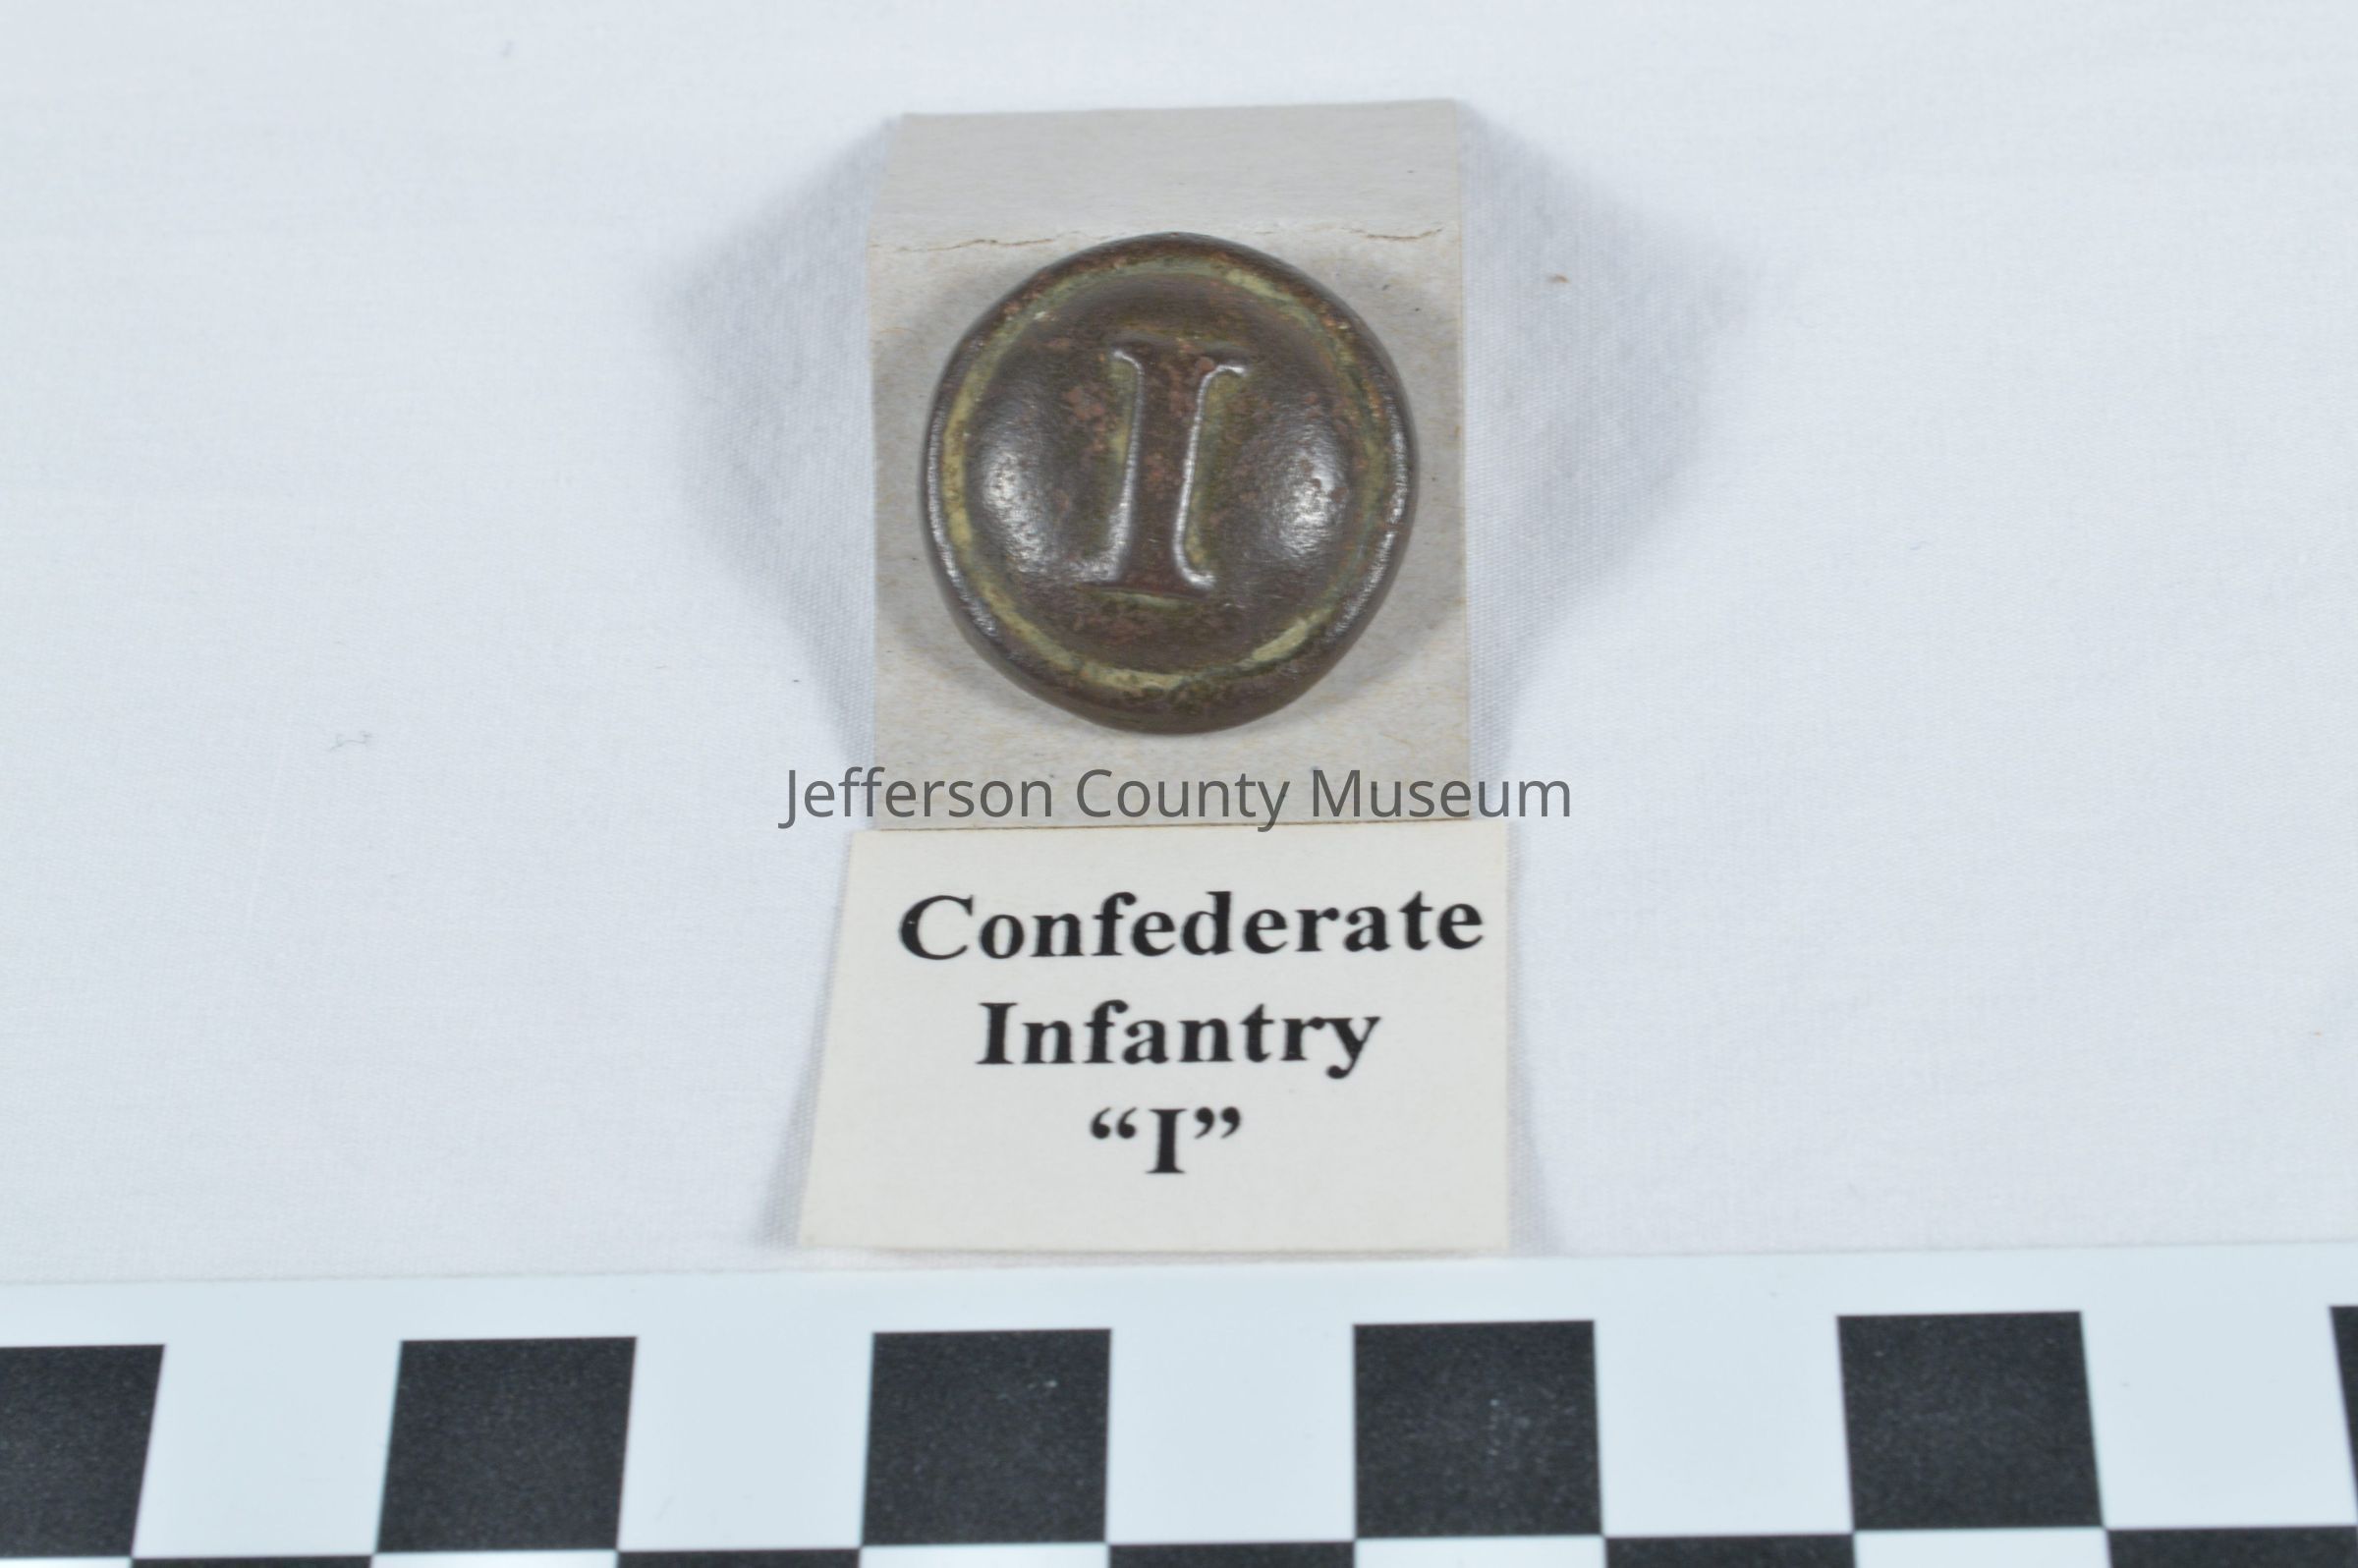 I
Jefferson County Museum
Confederate
Infantry
“I”